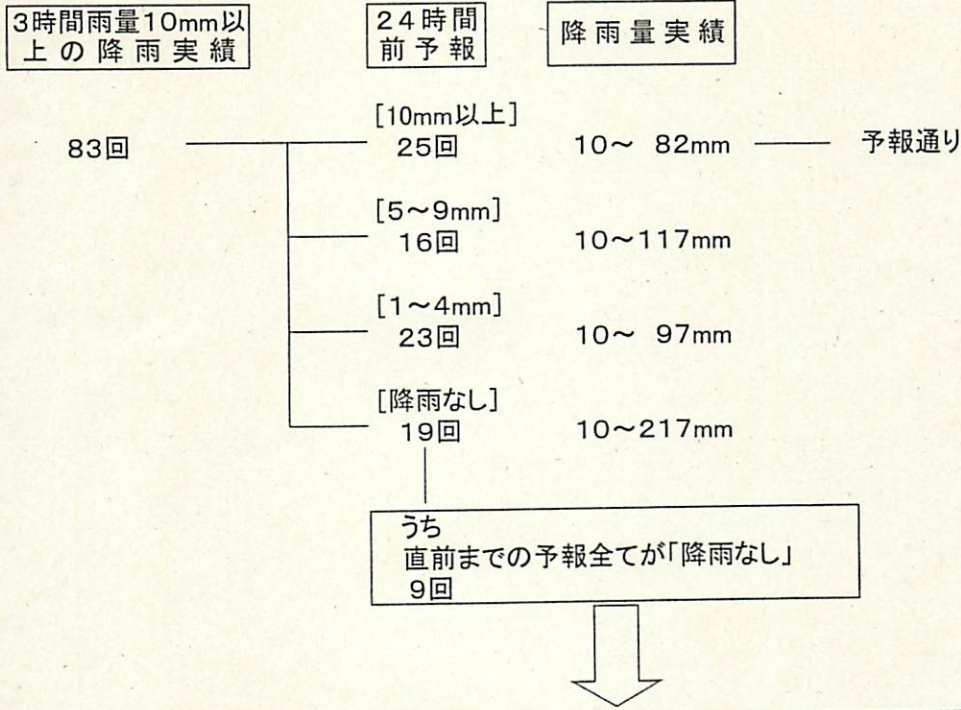 3時間雨量10mm以
上の降雨実績
24時間
前予報
降雨量実績
83回
[10mm以上]
25回
10～ 82mm
予報通り
[5～9mm]
16回
10～117mm
[1～4mm]
23回
10～ 97mm
[降雨なし]
19回
10～217mm
うち
直前までの予報全てが「降雨なし」
9回